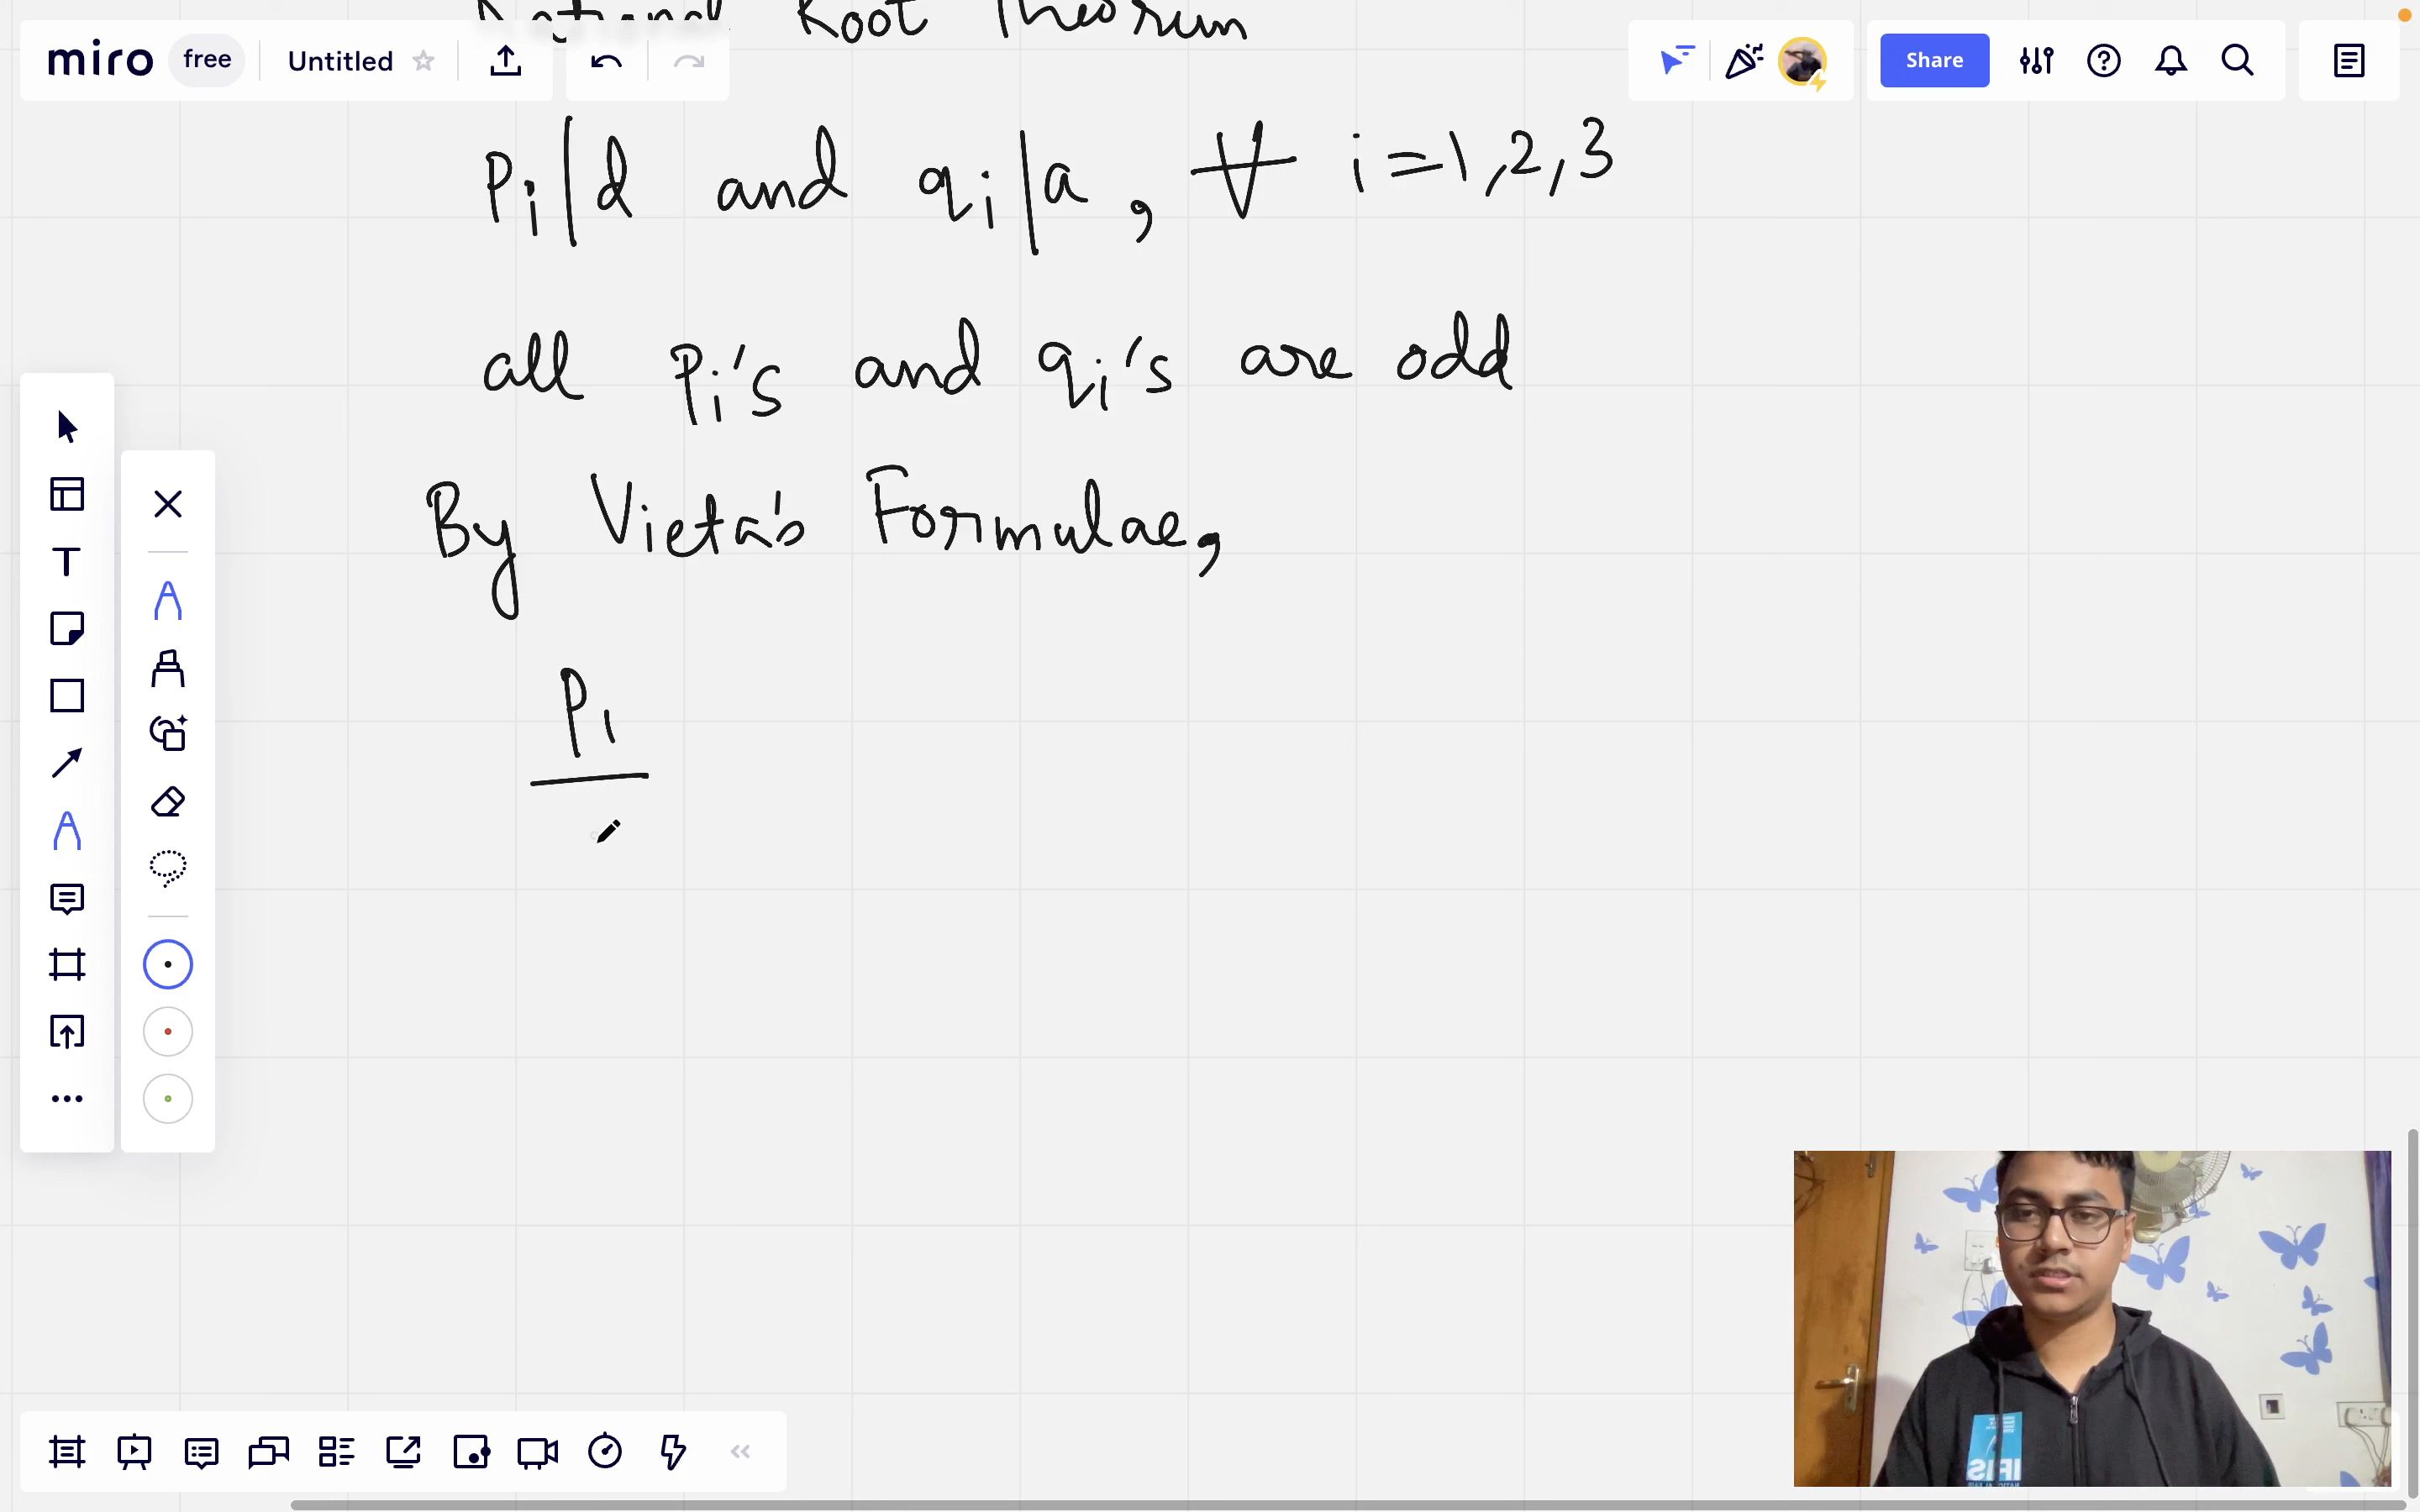 Rational Root Theorem
miro free Untitled
Share
Pi|d and qi|a, ∀ i=1,2,3
all Pi's and qi's are odd
By Vieta's Formulae,
P1